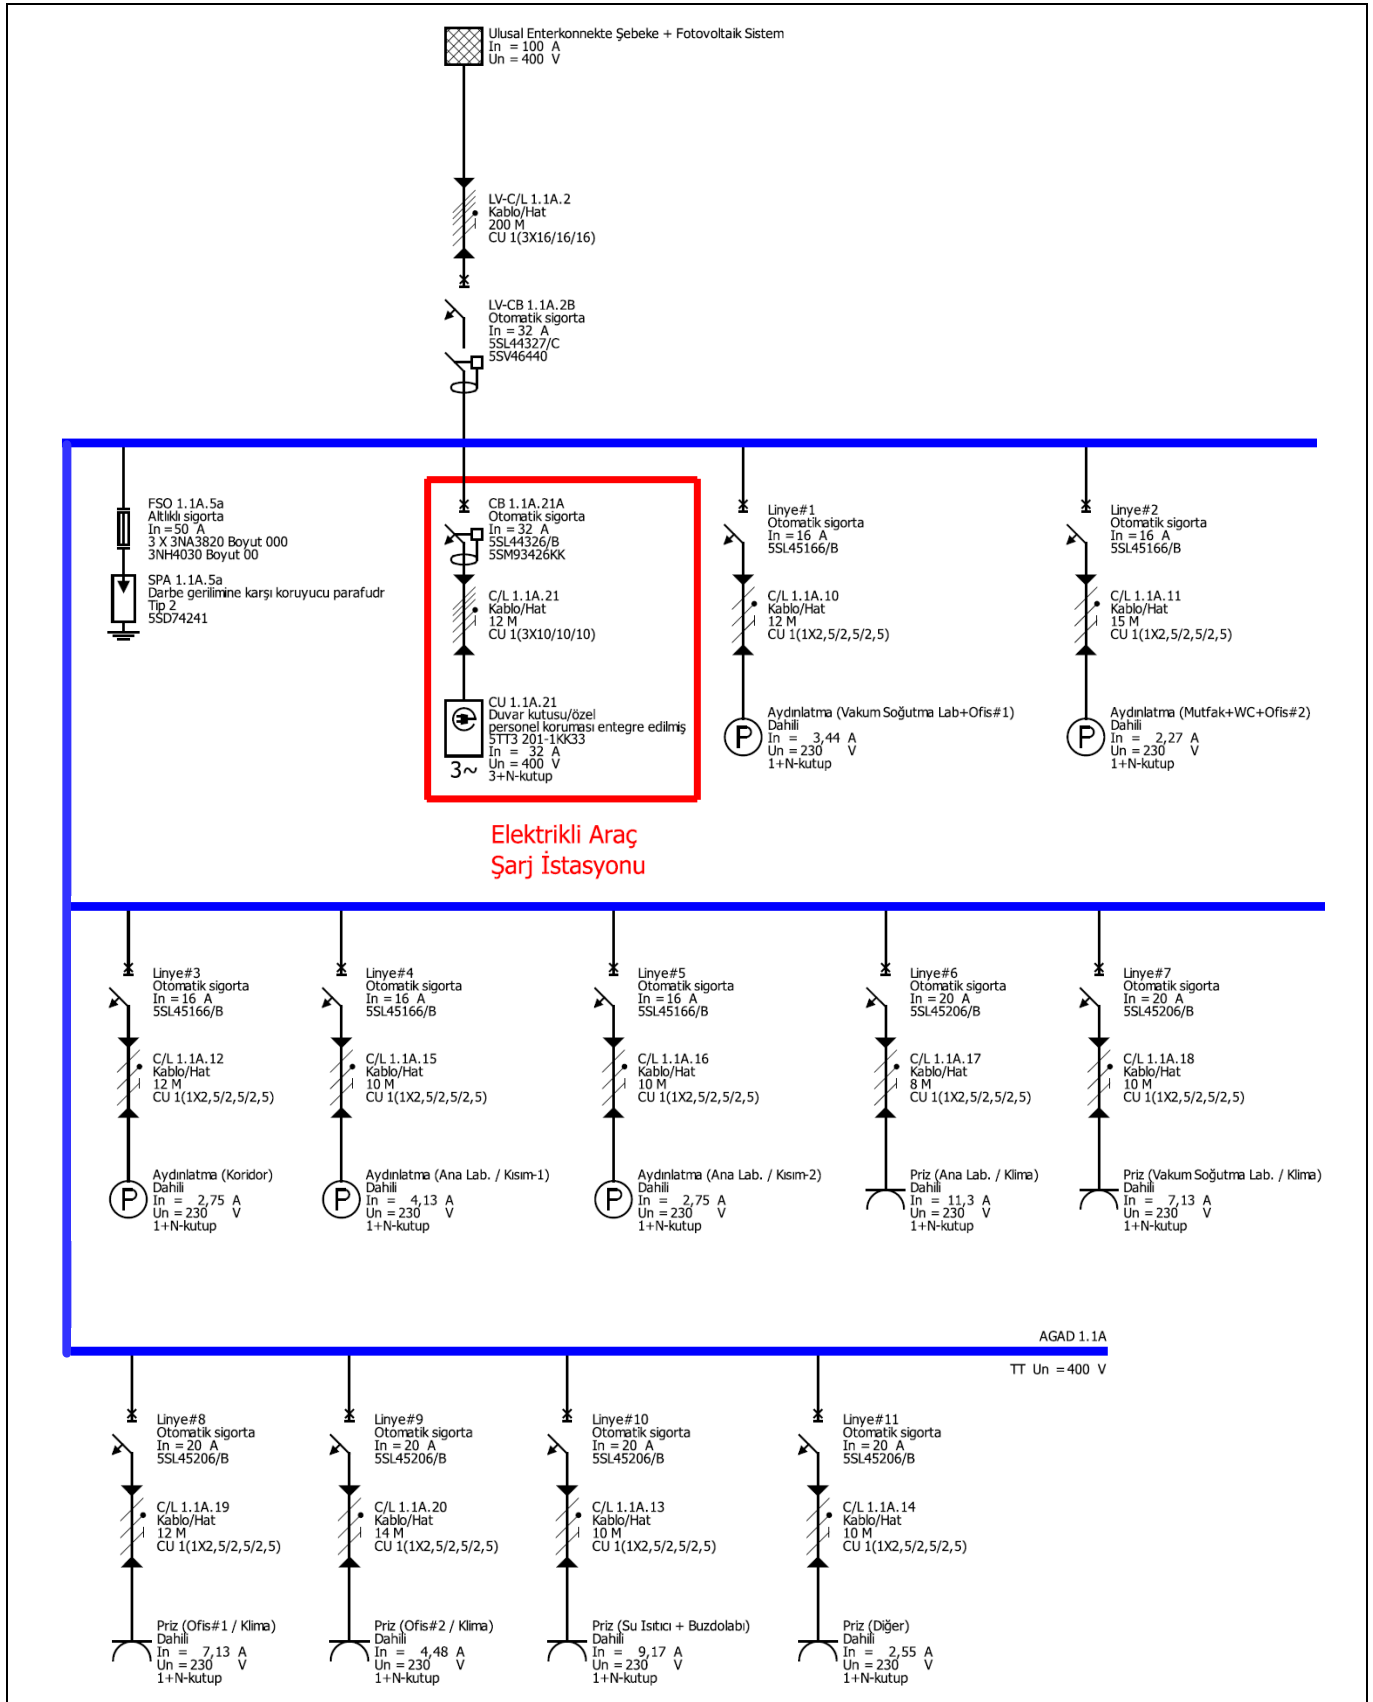 Ulusal Enterkonnekte Şebeke + Fotovoltaik Sistem
In = 100 A
Un = 400 V
LV-C/L 1.1A.2
Kablo/Hat
200 M
CU 1(3X16/16/16)
LV-CB 1.1A.2B
Otomatik sigorta
In = 32 A
5SL44327/C
5SV46440
FSO 1.1A.5a
Altlıklı sigorta
In = 50 A
3 X 3NA3820 Boyut 000
3NH4030 Boyut 00
SPA 1.1A.5a
Darbe gerilimine karşı koruyucu parafudr
Tip 2
5SD74241
CB 1.1A.21A
Otomatik sigorta
In = 32 A
5SL44326/B
5SM93426KK
C/L 1.1A.21
Kablo/Hat
12 M
CU 1(3X10/10/10)
CU 1.1A.21
Duvar kutusu/özel
personel koruması entegre edilmiş
5TT3 201-1KK33
In = 32 A
Un = 400 V
3+N-kutup
3~
Elektrikli Araç
Şarj İstasyonu
Linye#1
Otomatik sigorta
In = 16 A
5SL45166/B
C/L 1.1A.10
Kablo/Hat
12 M
CU 1(1X2,5/2,5/2,5)
P
Aydınlatma (Vakum Soğutma Lab+Ofis#1)
Dahili
In = 3,44 A
Un = 230 V
1+N-kutup
Linye#2
Otomatik sigorta
In = 16 A
5SL45166/B
C/L 1.1A.11
Kablo/Hat
15 M
CU 1(1X2,5/2,5/2,5)
P
Aydınlatma (Mutfak+WC+Ofis#2)
Dahili
In = 2,27 A
Un = 230 V
1+N-kutup
Linye#3
Otomatik sigorta
In = 16 A
5SL45166/B
C/L 1.1A.12
Kablo/Hat
12 M
CU 1(1X2,5/2,5/2,5)
P
Aydınlatma (Koridor)
Dahili
In = 2,75 A
Un = 230 V
1+N-kutup
Linye#4
Otomatik sigorta
In = 16 A
5SL45166/B
C/L 1.1A.15
Kablo/Hat
10 M
CU 1(1X2,5/2,5/2,5)
P
Aydınlatma (Ana Lab. / Kısım-1)
Dahili
In = 4,13 A
Un = 230 V
1+N-kutup
Linye#5
Otomatik sigorta
In = 16 A
5SL45166/B
C/L 1.1A.16
Kablo/Hat
10 M
CU 1(1X2,5/2,5/2,5)
P
Aydınlatma (Ana Lab. / Kısım-2)
Dahili
In = 2,75 A
Un = 230 V
1+N-kutup
Linye#6
Otomatik sigorta
In = 20 A
5SL45206/B
C/L 1.1A.17
Kablo/Hat
8 M
CU 1(1X2,5/2,5/2,5)
Priz (Ana Lab. / Klima)
Dahili
In = 11,3 A
Un = 230 V
1+N-kutup
Linye#7
Otomatik sigorta
In = 20 A
5SL45206/B
C/L 1.1A.18
Kablo/Hat
10 M
CU 1(1X2,5/2,5/2,5)
Priz (Vakum Soğutma Lab. / Klima)
Dahili
In = 7,13 A
Un = 230 V
1+N-kutup
AGAD 1.1A
TT Un = 400 V
Linye#8
Otomatik sigorta
In = 20 A
5SL45206/B
C/L 1.1A.19
Kablo/Hat
12 M
CU 1(1X2,5/2,5/2,5)
Priz (Ofis#1 / Klima)
Dahili
In = 7,13 A
Un = 230 V
1+N-kutup
Linye#9
Otomatik sigorta
In = 20 A
5SL45206/B
C/L 1.1A.20
Kablo/Hat
14 M
CU 1(1X2,5/2,5/2,5)
Priz (Ofis#2 / Klima)
Dahili
In = 4,48 A
Un = 230 V
1+N-kutup
Linye#10
Otomatik sigorta
In = 20 A
5SL45206/B
C/L 1.1A.13
Kablo/Hat
10 M
CU 1(1X2,5/2,5/2,5)
Priz (Su Isıtıcı + Buzdolabı)
Dahili
In = 9,17 A
Un = 230 V
1+N-kutup
Linye#11
Otomatik sigorta
In = 20 A
5SL45206/B
C/L 1.1A.14
Kablo/Hat
10 M
CU 1(1X2,5/2,5/2,5)
Priz (Diğer)
Dahili
In = 2,55 A
Un = 230 V
1+N-kutup